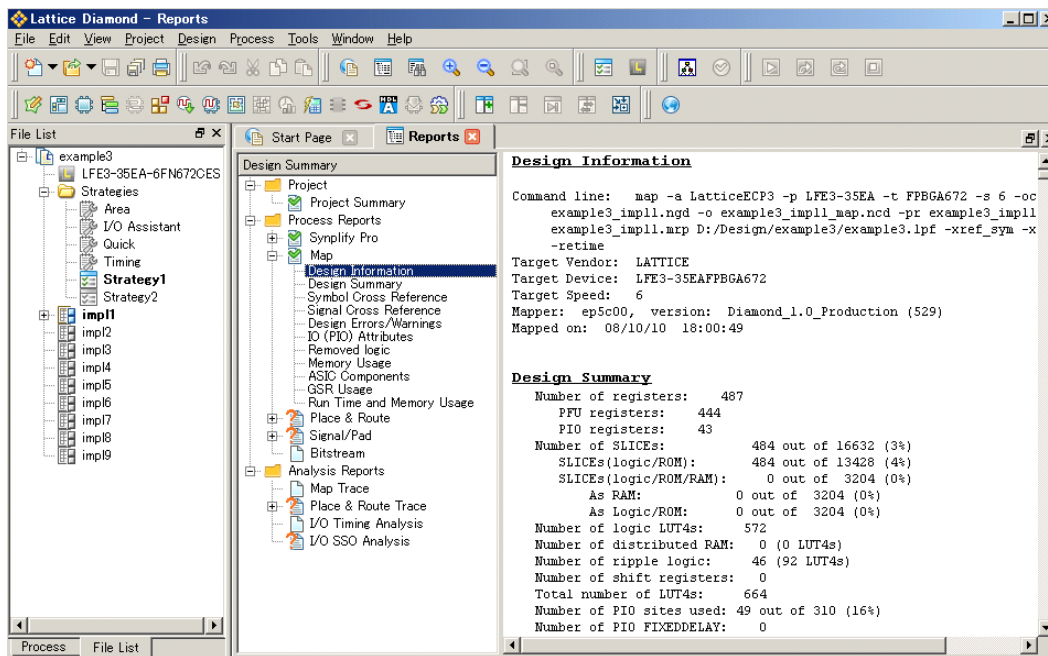 Lattice Diamond - Reports
File Edit View Project Design Process Tools Window Help
File List
example3
LFE3-35EA-6FN672CES
Strategies
Area
I/O Assistant
Quick
Timing
Strategy1
Strategy2
impl1
impl2
impl3
impl4
impl5
impl6
impl7
impl8
impl9
Process File List
Start Page Reports
Design Summary
Project
Project Summary
Process Reports
Synplify Pro
Map
Design Information
Design Summary
Symbol Cross Reference
Signal Cross Reference
Design Errors/Warnings
IO (PIO) Attributes
Removed logic
Memory Usage
ASIC Components
GSR Usage
Run Time and Memory Usage
Place & Route
Signal/Pad
Bitstream
Analysis Reports
Map Trace
Place & Route Trace
I/O Timing Analysis
I/O SSO Analysis
Design Information
Command line: map -a LatticeECP3 -p LFE3-35EA -t FPBGA672 -s 6 -oc
example3_impl1.ngd -o example3_impl1_map.ncd -pr example3_impl1
example3_impl1.mrp D:/Design/example3/example3.lpf -xref_sym -x
-retime
Target Vendor: LATTICE
Target Device: LFE3-35EAFPBGA672
Target Speed: 6
Mapper: ep5c00, version: Diamond_1.0_Production (529)
Mapped on: 08/10/10 18:00:49
Design Summary
Number of registers: 487
PFU registers: 444
PIO registers: 43
Number of SLICEs: 484 out of 16632 (3%)
SLICEs(logic/ROM): 484 out of 13428 (4%)
SLICEs(logic/ROM/RAM): 0 out of 3204 (0%)
As RAM: 0 out of 3204 (0%)
As Logic/ROM: 0 out of 3204 (0%)
Number of logic LUT4s: 572
Number of distributed RAM: 0 (0 LUT4s)
Number of ripple logic: 46 (92 LUT4s)
Number of shift registers: 0
Total number of LUT4s: 664
Number of PIO sites used: 49 out of 310 (16%)
Number of PIO FIXEDDELAY: 0